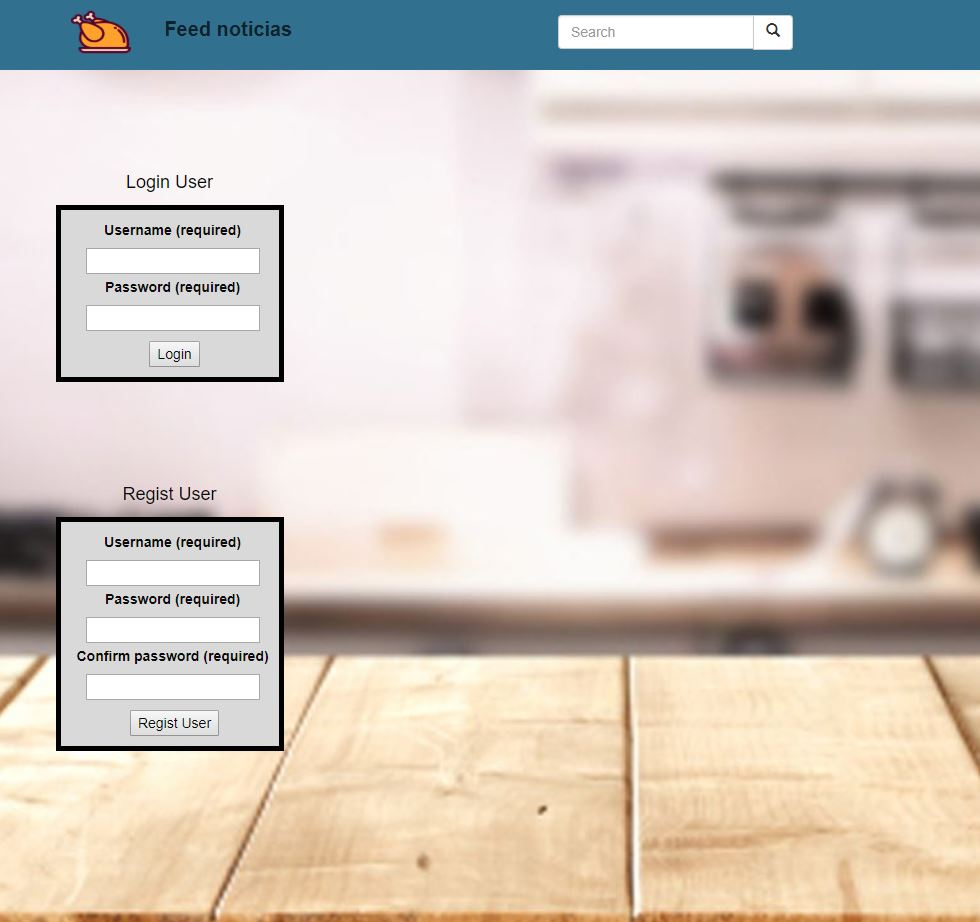 Feed noticias
Search
Login User
Username (required)
Password (required)
Login
Regist User
Username (required)
Password (required)
Confirm password (required)
Regist User